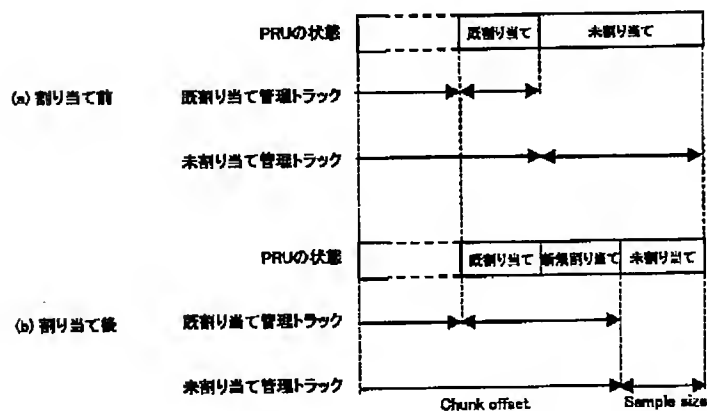 PRUの状態
既割り当て
未割り当て
(a) 割り当て前
既割り当て管理トラック
未割り当て管理トラック
PRUの状態
既割り当て
新規割り当て
未割り当て
(b) 割り当て後
既割り当て管理トラック
未割り当て管理トラック
Chunk offset
Sample size